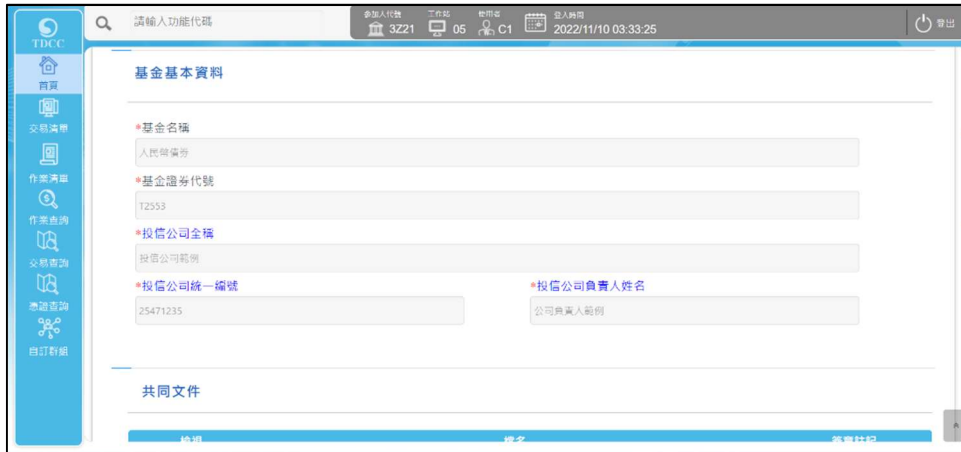 TDCC
請輸入功能代碼
參加人代號 工作站 使用者 登入時間
3Z21 05 C1 2022/11/10 03:33:25
登出
首頁
交易清單
作業清單
作業查詢
交易查詢
憑證查詢
自訂群組
基金基本資料
*基金名稱
人民幣債券
*基金證券代號
T2553
*投信公司全稱
投信公司範例
*投信公司統一編號 *投信公司負責人姓名
25471235 公司負責人範例
共同文件
檢視 檔名 簽章註記